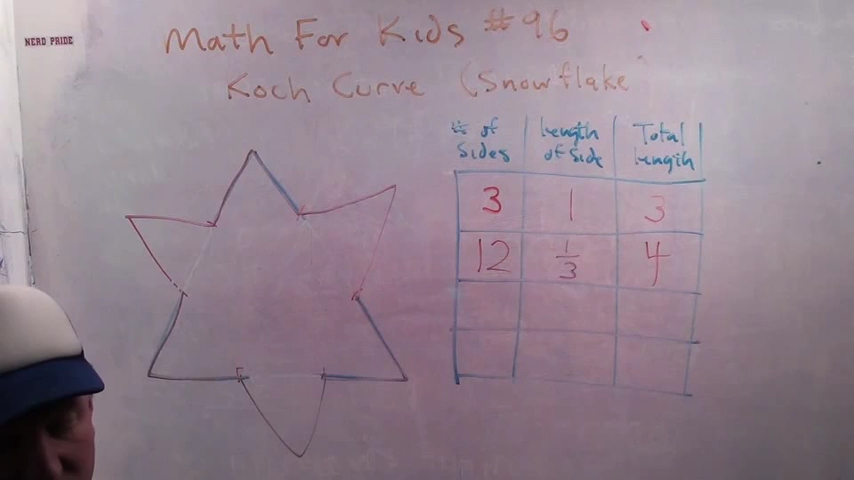 NERD PRIDE
Math For Kids #96
Koch Curve (Snowflake)
# of Sides
Length of Side
Total Length
3 1 3
12 1/3 4